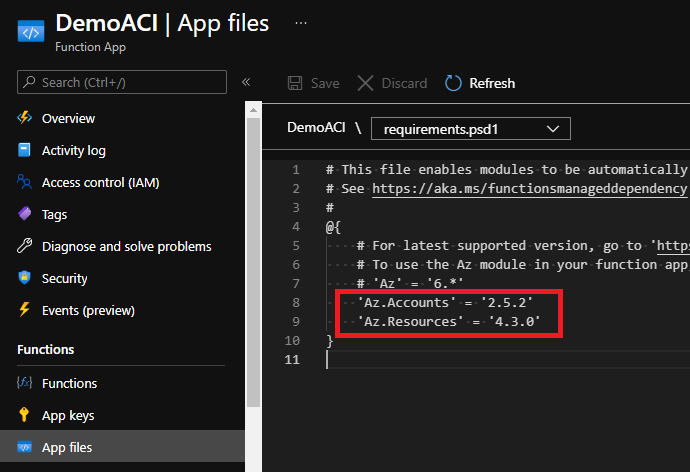 DemoACI | App files ...
Function App
Search (Ctrl+/) «
Save Discard Refresh
Overview
Activity log
Access control (IAM)
Tags
Diagnose and solve problems
Security
Events (preview)
Functions
Functions
App keys
App files
DemoACI \ requirements.psd1
1 # This file enables modules to be automatically
2 # See https://aka.ms/functionsmanageddependency
3 #
4 @{
5 # For latest supported version, go to 'https
6 # To use the Az module in your function app,
7 # 'Az' = '6.*'
8 'Az.Accounts' = '2.5.2'
9 'Az.Resources' = '4.3.0'
10 }
11